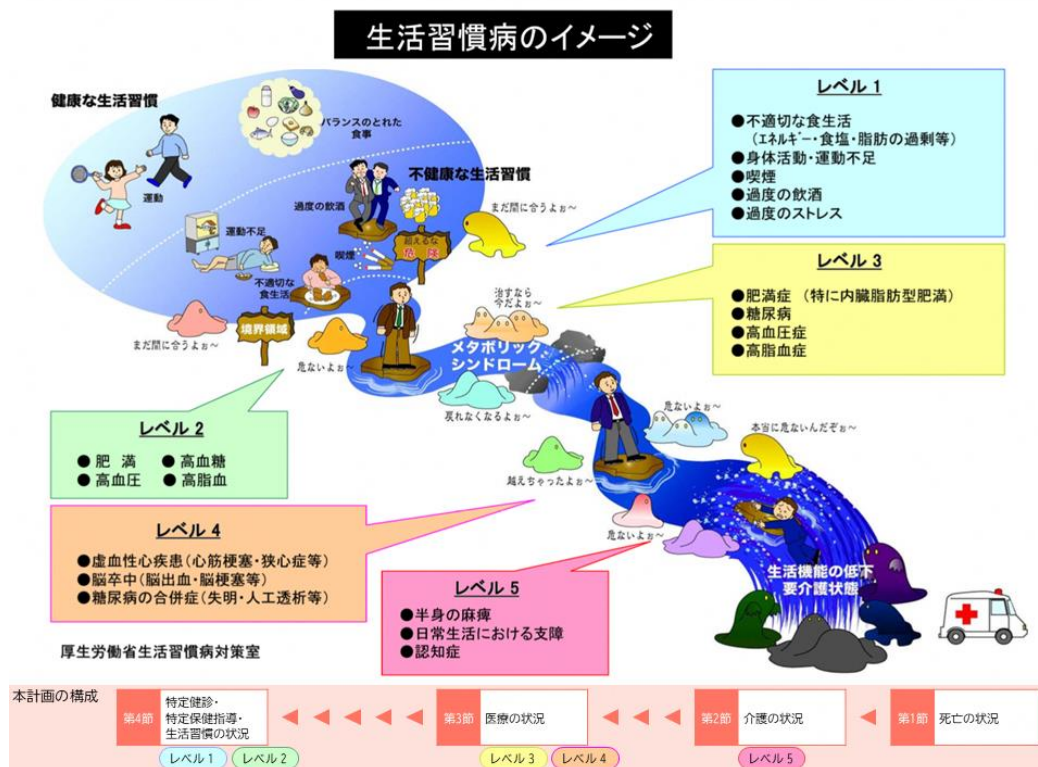 生活習慣病のイメージ
健康な生活習慣
バランスのとれた
食事
運動
不健康な生活習慣
過度の飲酒
運動不足
喫煙
超えるな
危険
不適切な
食生活
まだ間に合うよぉ～
境界領域
まだ間に合うよぉ～
危ないよぉ～
治すなら
今だよぉ～
メタボリック
シンドローム
戻れなくなるよぉ～
危ないよぉ～
本当に危ないんだぞぉ～
越えちゃったよぉ～
危ないよぉ～
生活機能の低下
要介護状態
レベル 1
●不適切な食生活
(エネルギー・食塩・脂肪の過剰等)
●身体活動・運動不足
●喫煙
●過度の飲酒
●過度のストレス
レベル 3
●肥満症 (特に内臓脂肪型肥満)
●糖尿病
●高血圧症
●高脂血症
レベル 2
● 肥 満 ● 高血糖
● 高血圧 ● 高脂血
レベル 4
●虚血性心疾患(心筋梗塞・狭心症等)
●脳卒中(脳出血・脳梗塞等)
●糖尿病の合併症(失明・人工透析等)
レベル 5
●半身の麻痺
●日常生活における支障
●認知症
厚生労働省生活習慣病対策室
本計画の構成
第4節
特定健診・
特定保健指導・
生活習慣の状況
第3節 医療の状況
第2節 介護の状況
第1節 死亡の状況
レベル 1 レベル 2 レベル 3 レベル 4 レベル 5